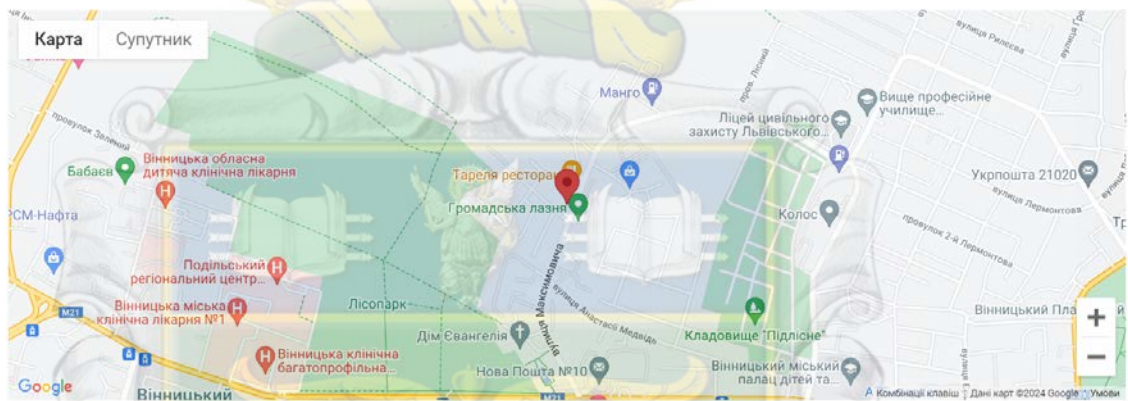 Карта
Супутник
вулиця Рилєєва
пров. Лісний
Манго
Вище професійне
училище...
Ліцей цивільного
захисту Львівського...
провулок Зелений
Вінницька обласна
дитяча клінічна лікарня
Бабаєв
Тареля ресторан
Укрпошта 21020
вулиця Лермонтова
РСМ-Нафта
Громадська лазня
Колос
провулок 2-й Лермонтова
Подільський
регіональний центр...
вулиця Максимовича
M21
Вінницька міська
клінічна лікарня №1
Лісопарк
вулиця Анастасії Медвідь
Дім Євангелія
Кладовище "Підлісне"
Вінницький Пла
+
−
Вінницька клінічна
багатопрофільна...
Нова Пошта №10
Вінницький міський
палац дітей та...
Google
Вінницький
M21
Комбінації клавіш
Дані карт ©2024 Google
Умови